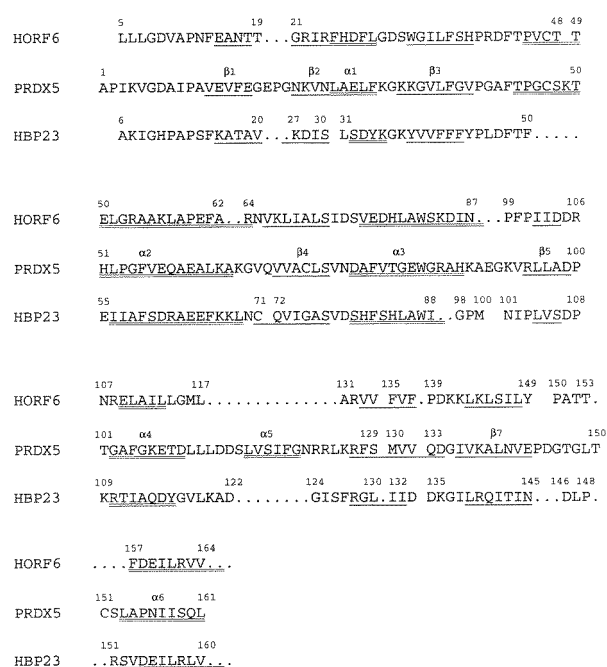 5 19 21 48 49
HORF6 LLLGDVAPNFEANTT...GRIRFHDFLGDSWGILFSHPRDFTPVCTT T
1 β1 β2 α1 β3 50
PRDX5 APIKVGDAIPAVEVFEGEPGNKVNLAELFKGKKGVLFGVPGAFTPGCSKT
6 20 27 30 31 50
HBP23 AKIGHPAPSFKATAV ..KDIS LSDYKGKYVVFFFYPLDFTF.....
50 62 64 87 99 106
HORF6 ELGRAAKLAPEFA..RNVKLIALSIDSVEDHLAWSKDIN...PFPIIDDR
51 α2 β4 α3 β5 100
PRDX5 HLPGFVEQAEALKAKGVQVVACLSVNDAFVTGEWGRAHKAEGKVRLLADP
55 71 72 88 98 100 101 108
HBP23 EIIAFSDRAEEFKKLNC QVIGASVDSHFSHLAWI..GPM NIPLVSDP
107 117 131 135 139 149 150 153
HORF6 NRELAILLGML..............ARVV FVF.PDKKLKLSILY PATT.
101 α4 α5 129 130 133 β7 150
PRDX5 TGAFGKETDLLLDDSLVSIFGNRRLKRFS MVV QDGIVKALNVEPDGTGLT
109 122 124 130 132 135 145 146 148
HBP23 KRTIAQDYGVLKAD........GISFRGL.IID DKGILRQITIN...DLP.
157 164
HORF6 ....FDEILRVV...
151 α6 161
PRDX5 CSLAPNIISQL
151 160
HBP23 ..RSVDEILRLV...